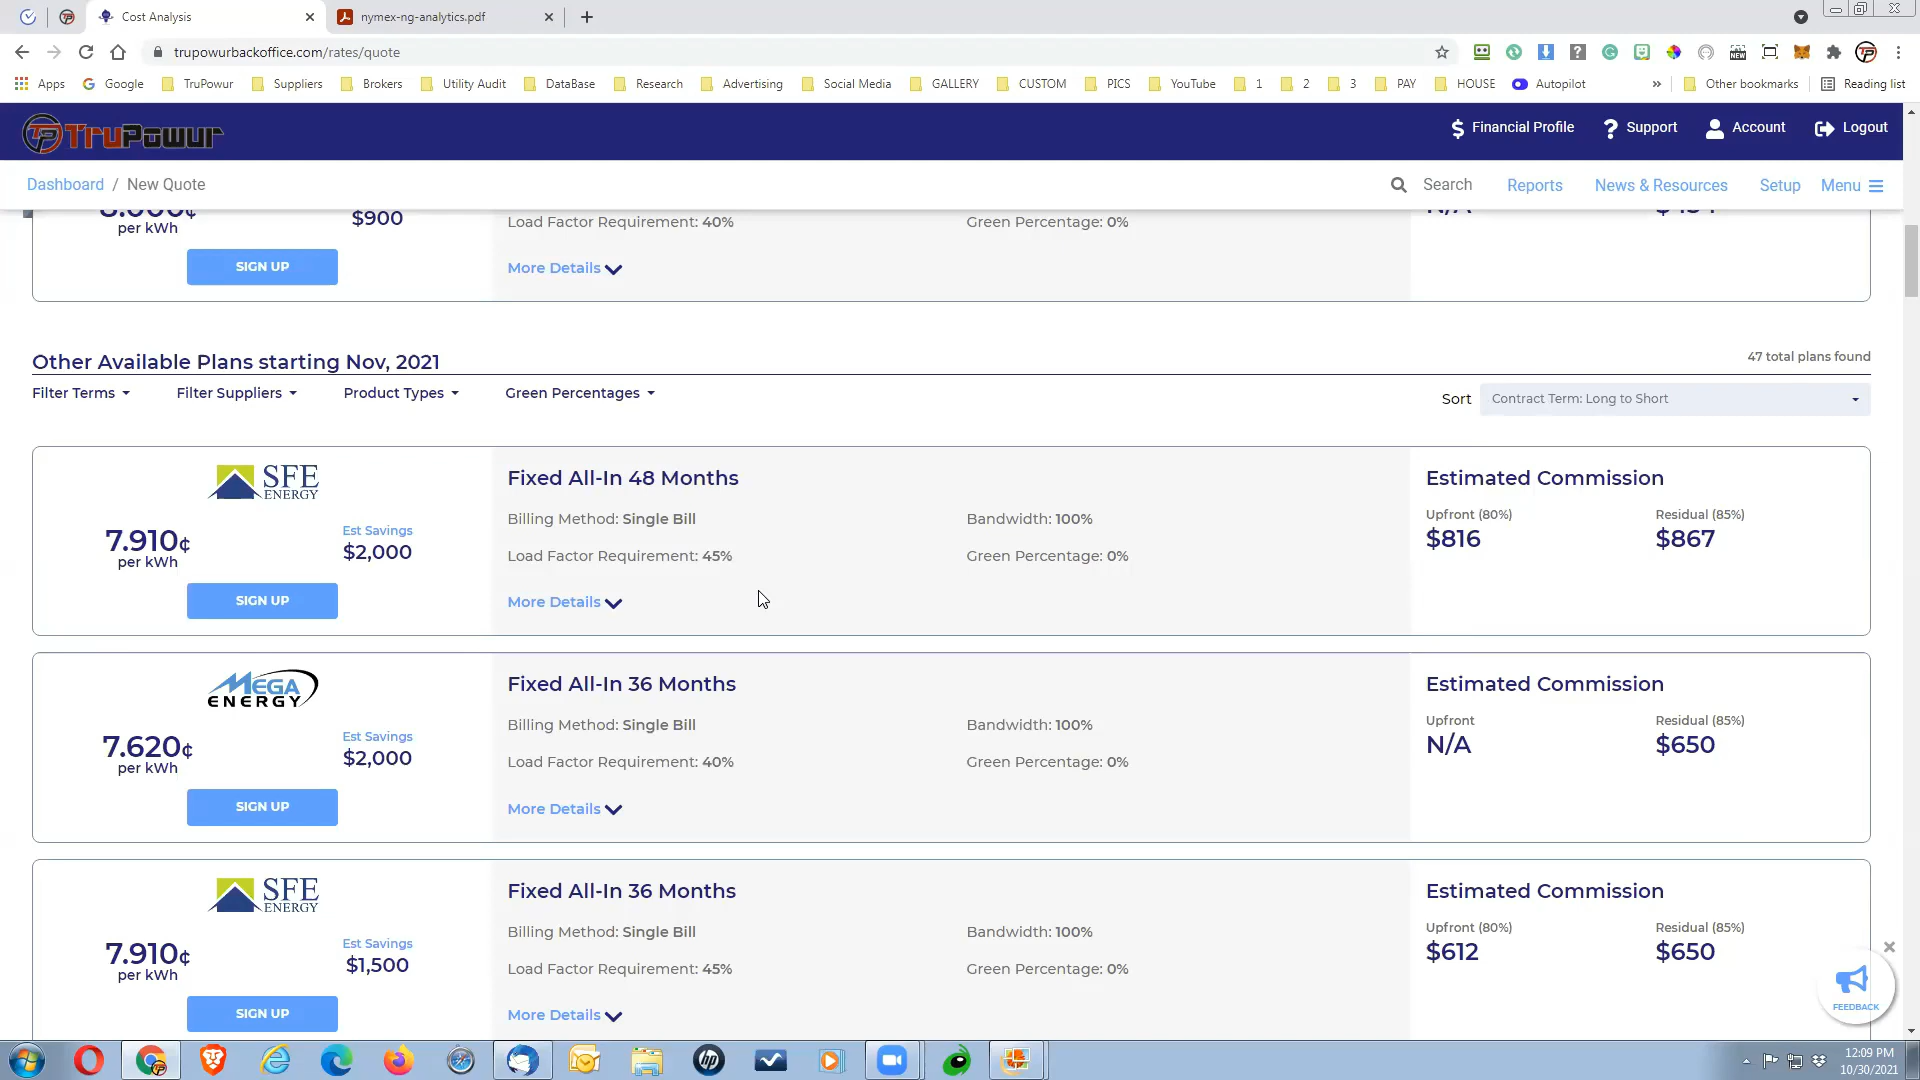 Cost Analysis
nymex-ng-analytics.pdf
trupowurbackoffice.com/rates/quote
Apps
Google
TruPowur
Suppliers
Brokers
Utility Audit
DataBase
Research
Advertising
Social Media
GALLERY
CUSTOM
PICS
YouTube
1
2
3
PAY
HOUSE
Autopilot
»
Other bookmarks
Reading list
TruPowur
$ Financial Profile
? Support
Account
Logout
Dashboard / New Quote
Search
Reports
News & Resources
Setup
Menu
per kWh
$900
Load Factor Requirement: 40%
Green Percentage: 0%
N/A
SIGN UP
More Details
Other Available Plans starting Nov, 2021
47 total plans found
Filter Terms
Filter Suppliers
Product Types
Green Percentages
Sort
Contract Term: Long to Short
SFE
ENERGY
7.910¢
per kWh
Est Savings
$2,000
SIGN UP
Fixed All-In 48 Months
Billing Method: Single Bill
Bandwidth: 100%
Load Factor Requirement: 45%
Green Percentage: 0%
More Details
Estimated Commission
Upfront (80%)
Residual (85%)
$816
$867
MEGA
ENERGY
7.620¢
per kWh
Est Savings
$2,000
SIGN UP
Fixed All-In 36 Months
Billing Method: Single Bill
Bandwidth: 100%
Load Factor Requirement: 40%
Green Percentage: 0%
More Details
Estimated Commission
Upfront
Residual (85%)
N/A
$650
SFE
ENERGY
7.910¢
per kWh
Est Savings
$1,500
SIGN UP
Fixed All-In 36 Months
Billing Method: Single Bill
Bandwidth: 100%
Load Factor Requirement: 45%
Green Percentage: 0%
More Details
Estimated Commission
Upfront (80%)
Residual (85%)
$612
$650
FEEDBACK
12:09 PM
10/30/2021